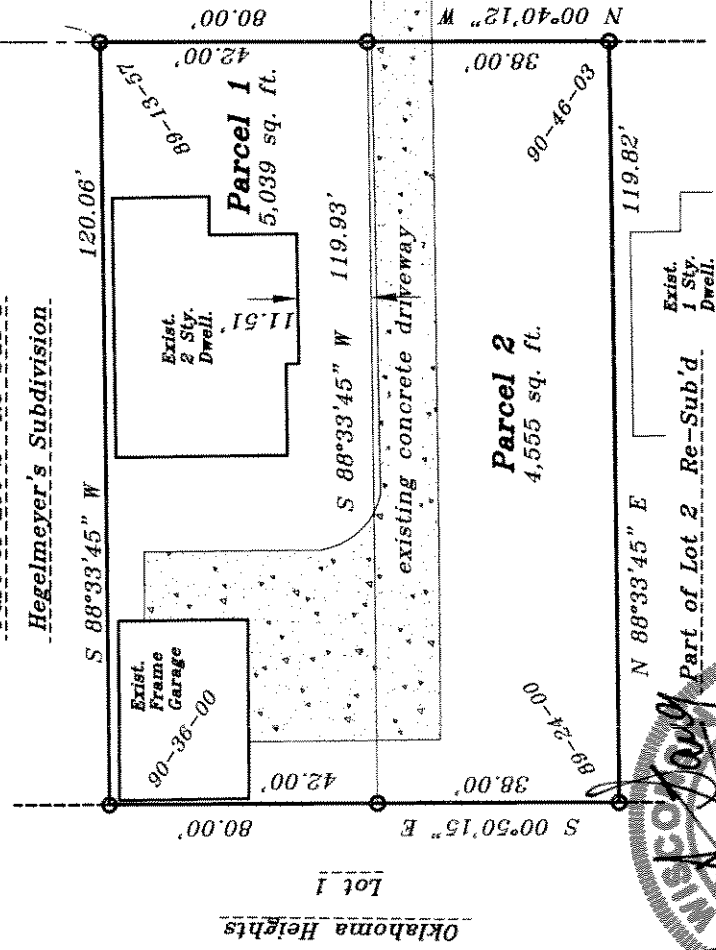 Hegelmeyer's Subdivision
S 88°33'45" W
120.06'
80.00'
42.00'
89-13-57
Parcel 1
5,039 sq. ft.
Exist.
2 Sty.
Dwell.
11.51'
Exist.
Frame
Garage
90-36-00
S 88°33'45" W
119.93'
existing concrete driveway
N 00°40'12" W
38.00'
90-46-03
Parcel 2
4,555 sq. ft.
80.00'
42.00'
38.00'
S 00°50'15" E
89-24-00
N 88°33'45" E
119.82'
Exist.
1 Sty.
Dwell.
Part of Lot 2 Re-Sub'd
Lot 1
Oklahoma Heights